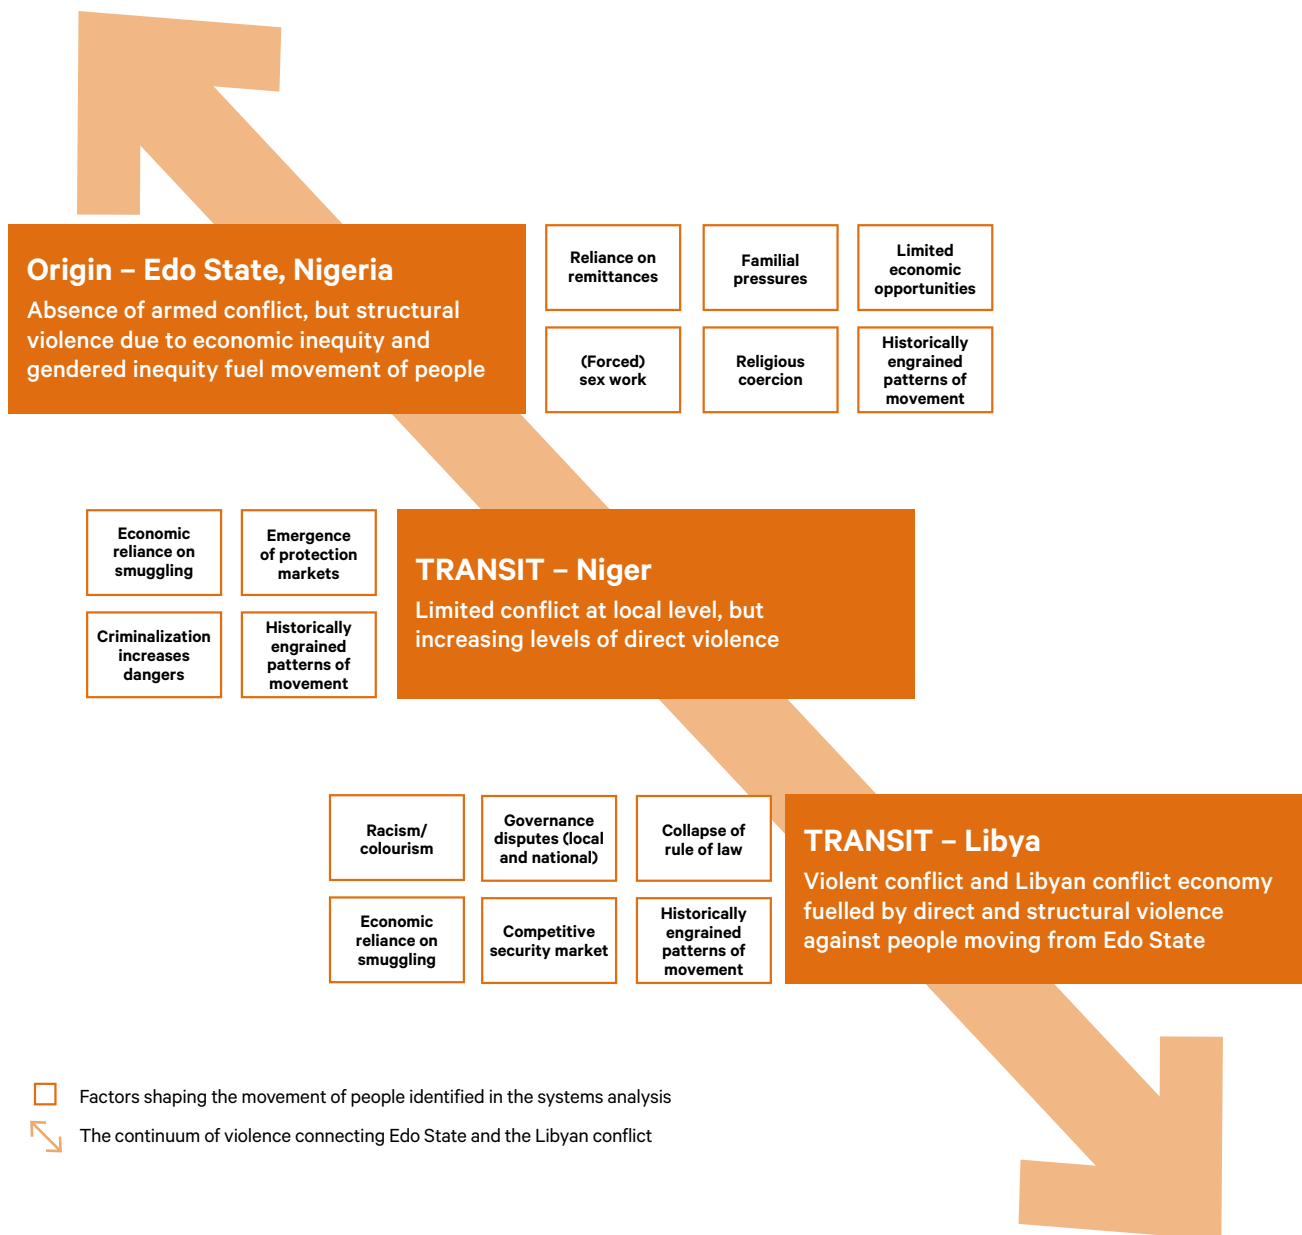 Origin – Edo State, Nigeria
Absence of armed conflict, but structural
violence due to economic inequity and
gendered inequity fuel movement of people
Reliance on
remittances
Familial
pressures
Limited
economic
opportunities
(Forced)
sex work
Religious
coercion
Historically
engrained
patterns of
movement
Economic
reliance on
smuggling
Emergence
of protection
markets
Criminalization
increases
dangers
Historically
engrained
patterns of
movement
TRANSIT – Niger
Limited conflict at local level, but
increasing levels of direct violence
Racism/
colourism
Governance
disputes (local
and national)
Collapse of
rule of law
Economic
reliance on
smuggling
Competitive
security market
Historically
engrained
patterns of
movement
TRANSIT – Libya
Violent conflict and Libyan conflict economy
fuelled by direct and structural violence
against people moving from Edo State
Factors shaping the movement of people identified in the systems analysis
The continuum of violence connecting Edo State and the Libyan conflict